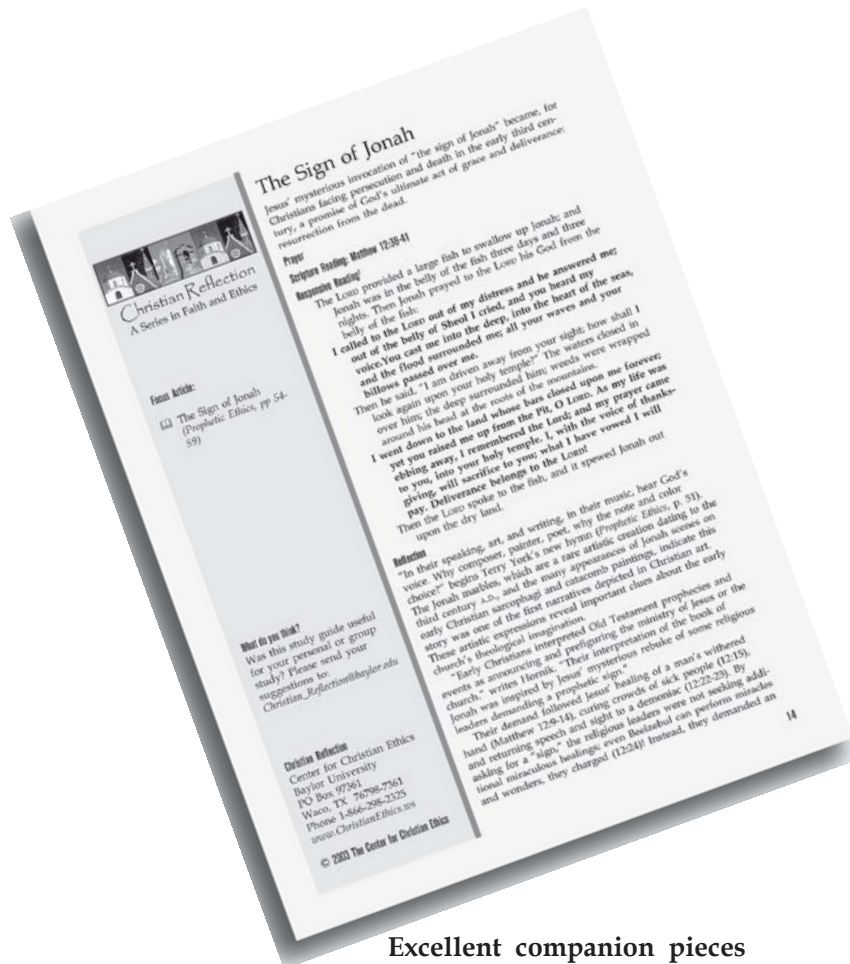 The Sign of Jonah
Jesus' mysterious invocation of "the sign of Jonah" became, for
Christians facing persecution and death in the early third cen-
tury, a promise of God's ultimate act of grace and deliverance:
resurrection from the dead.
Prayer
Scripture Reading: Matthew 12:38-41
Responsive Reading¹
The LORD provided a large fish to swallow up Jonah; and
Jonah was in the belly of the fish three days and three
nights. Then Jonah prayed to the LORD his God from the
belly of the fish:
I called to the LORD out of my distress and he answered me;
out of the belly of Sheol I cried, and you heard my
voice.You cast me into the deep, into the heart of the seas,
and the flood surrounded me; all your waves and your
billows passed over me.
Then he said, "I am driven away from your sight; how shall I
look again upon your holy temple?" The waters closed in
over him; the deep surrounded him; weeds were wrapped
around his head at the roots of the mountains.
I went down to the land whose bars closed upon me forever;
yet you raised me up from the Pit, O LORD. As my life was
ebbing away, I remembered the Lord; and my prayer came
to you, into your holy temple. I, with the voice of thanks-
giving, will sacrifice to you; what I have vowed I will
pay. Deliverance belongs to the LORD!
Then the LORD spoke to the fish, and it spewed Jonah out
upon the dry land.
Reflection
"In their speaking, art, and writing, in their music, hear God's
voice. Why composer, painter, poet, why the note and color
choice?" begins Terry York's new hymn (Prophetic Ethics, p. 51).
The Jonah marbles, which are a rare artistic creation dating to the
third century A.D., and the many appearances of Jonah scenes on
early Christian sarcophagi and catacomb paintings, indicate this
story was one of the first narratives depicted in Christian art.
These artistic expressions reveal important clues about the early
church's theological imagination.
"Early Christians interpreted Old Testament prophecies and
events as announcing and prefiguring the ministry of Jesus or the
church," writes Hornik. "Their interpretation of the book of
Jonah was inspired by Jesus' mysterious rebuke of some religious
leaders demanding a prophetic sign."
Their demand followed Jesus' healing of a man's withered
hand (Matthew 12:9-14), curing crowds of sick people (12:15),
and returning speech and sight to a demoniac (12:22-23). By
asking for a "sign," the religious leaders were not seeking addi-
tional miraculous healings; even Beelzebul can perform miracles
and wonders, they charged (12:24)! Instead, they demanded an
14
Christian Reflection
A Series in Faith and Ethics
Focus Article:
The Sign of Jonah
(Prophetic Ethics, pp 54-
59)
What do you think?
Was this study guide useful
for your personal or group
study? Please send your
suggestions to:
Christian_Reflection@baylor.edu
Christian Reflection
Center for Christian Ethics
Baylor University
PO Box 97361
Waco, TX 76798-7361
Phone 1-866-298-2325
www.ChristianEthics.ws
© 2003 The Center for Christian Ethics
Excellent companion pieces